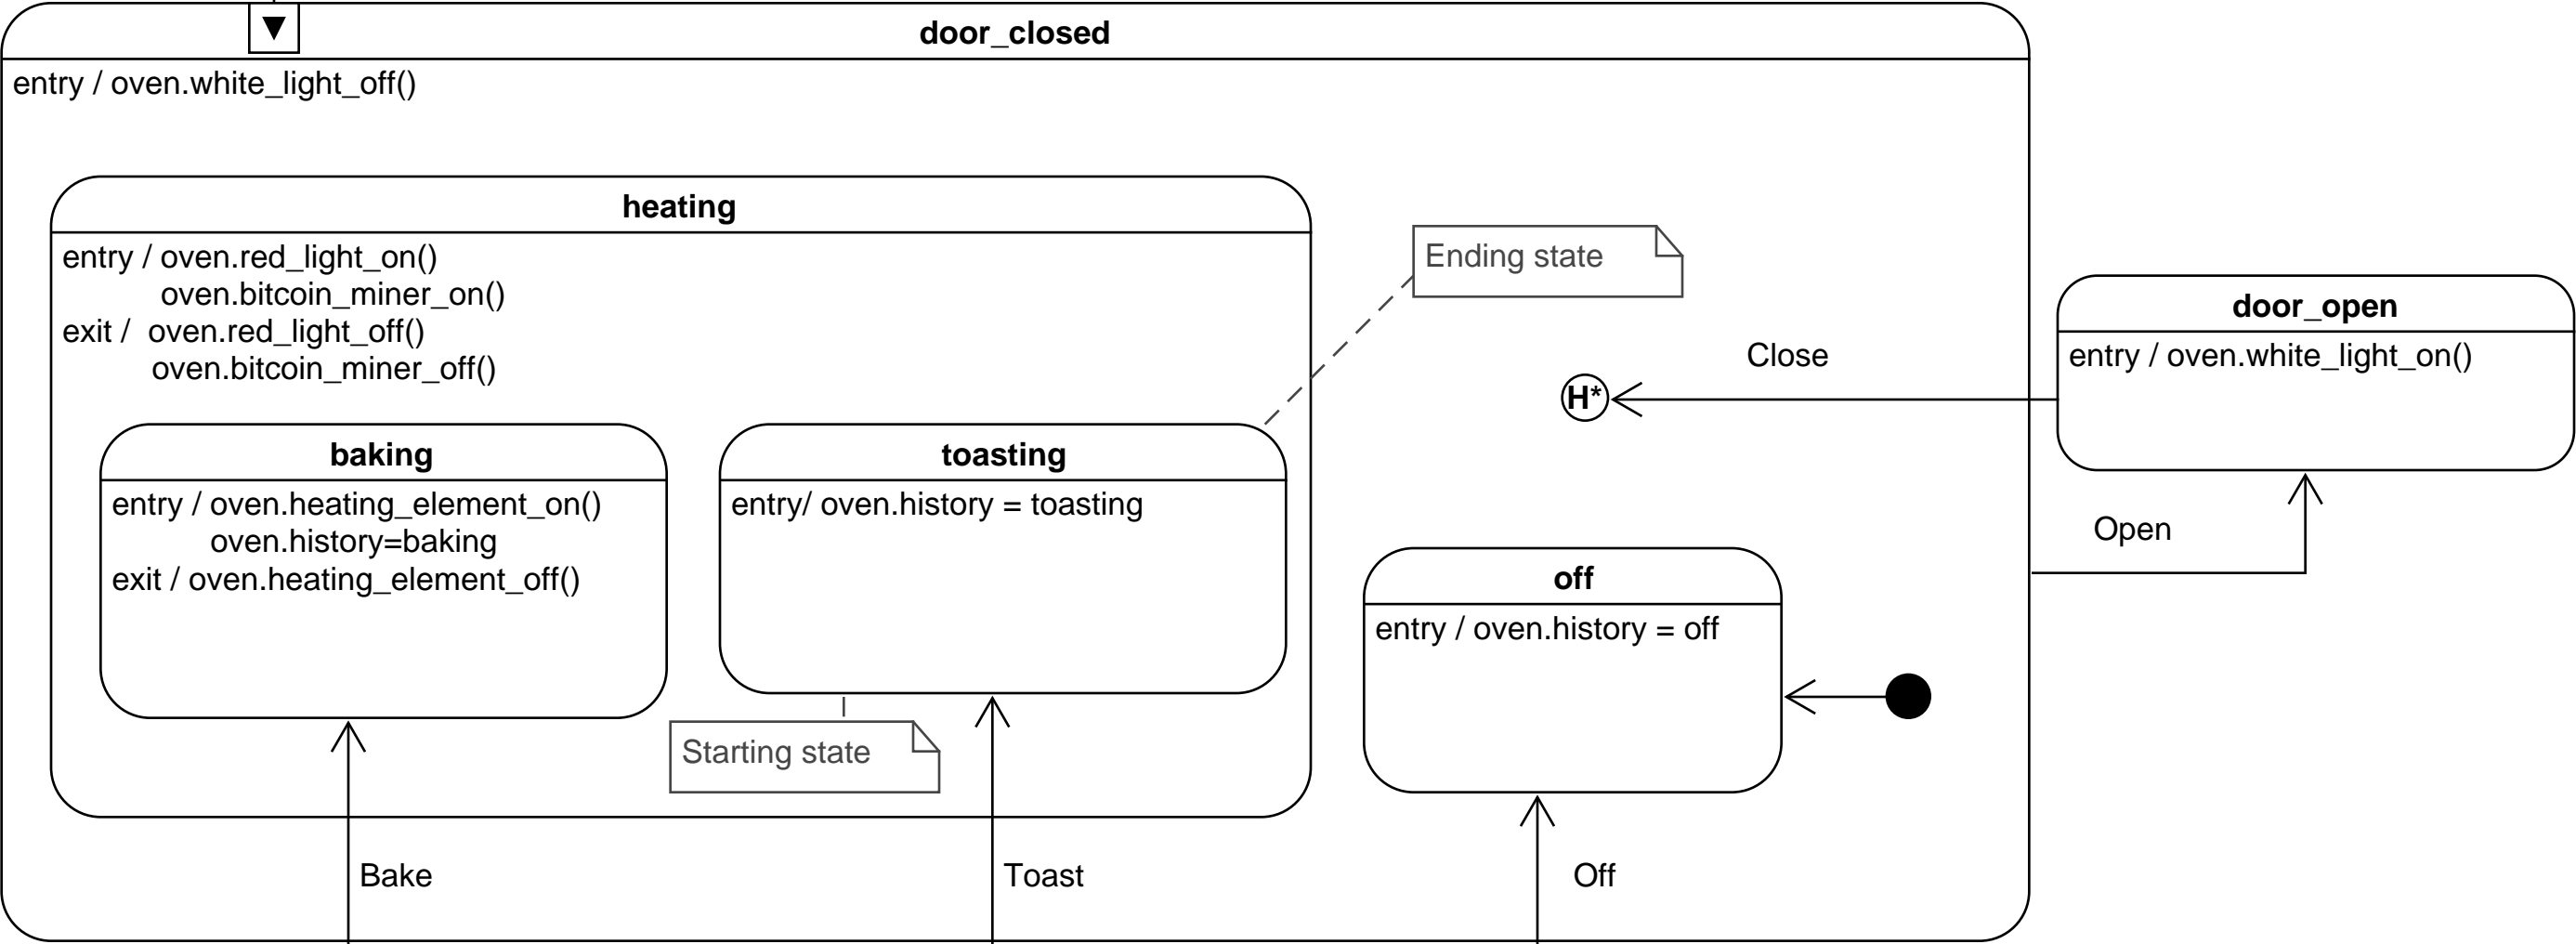 door_closed
entry / oven.white_light_off()
heating
entry / oven.red_light_on()
oven.bitcoin_miner_on()
exit /  oven.red_light_off()
oven.bitcoin_miner_off()
Ending state
door_open
entry / oven.white_light_on()
Close
H*
baking
entry / oven.heating_element_on()
oven.history=baking
exit / oven.heating_element_off()
toasting
entry/ oven.history = toasting
Open
off
entry / oven.history = off
Starting state
Bake
Toast
Off